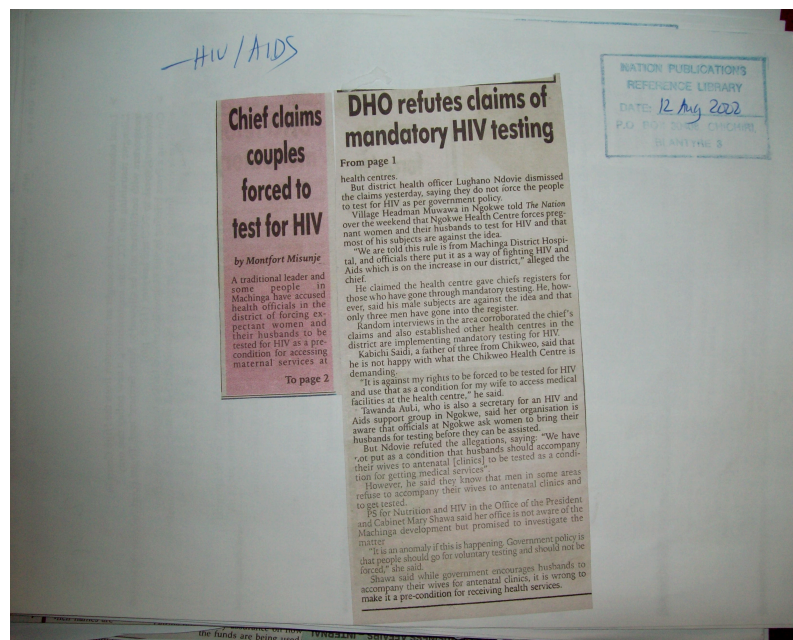 —HIV/AIDS
NATION PUBLICATIONS
REFERENCE LIBRARY
DATE: 12 Aug 2002
P.O. BOX CHICHIRI,
BLANTYRE 3
Chief claims
couples
forced to
test for HIV
by Montfort Misunje
A traditional leader and
some people in
Machinga have accused
health officials in the
district of forcing ex-
pectant women and
their husbands to be
tested for HIV as a pre-
condition for accessing
maternal services at
To page 2
DHO refutes claims of
mandatory HIV testing
From page 1
health centres.
But district health officer Lughano Ndovie dismissed
the claims yesterday, saying they do not force the people
to test for HIV as per government policy.
Village Headman Muwawa in Ngokwe told The Nation
over the weekend that Ngokwe Health Centre forces preg-
nant women and their husbands to test for HIV and that
most of his subjects are against the idea.
“We are told this rule is from Machinga District Hospi-
tal, and officials there put it as a way of fighting HIV and
Aids which is on the increase in our district,” alleged the
chief.
He claimed the health centre gave chiefs registers for
those who have gone through mandatory testing. He, how-
ever, said his male subjects are against the idea and that
only three men have gone into the register.
Random interviews in the area corroborated the chief’s
claims and also established other health centres in the
district are implementing mandatory testing for HIV.
Kabichi Saidi, a father of three from Chikweo, said that
he is not happy with what the Chikweo Health Centre is
demanding.
“It is against my rights to be forced to be tested for HIV
and use that as a condition for my wife to access medical
facilities at the health centre,” he said.
Tawanda AuLi, who is also a secretary for an HIV and
Aids support group in Ngokwe, said her organisation is
aware that officials at Ngokwe ask women to bring their
husbands for testing before they can be assisted.
But Ndovie refuted the allegations, saying: “We have
not put as a condition that husbands should accompany
their wives to antenatal [clinics] to be tested as a condi-
tion for getting medical services”
However, he said they know that men in some areas
refuse to accompany their wives to antenatal clinics and
to get tested.
PS for Nutrition and HIV in the Office of the President
and Cabinet Mary Shawa said her office is not aware of the
Machinga development but promised to investigate the
matter
“It is an anomaly if this is happening. Government policy is
that people should go for voluntary testing and should not be
forced,” she said.
Shawa said while government encourages husbands to
accompany their wives for antenatal clinics, it is wrong to
make it a pre-condition for receiving health services.
the funds are being used